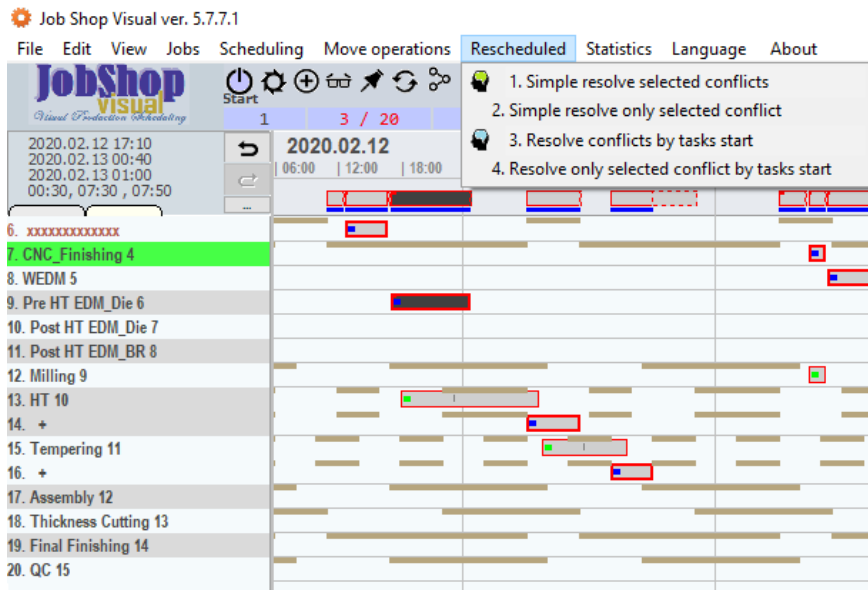 Job Shop Visual ver. 5.7.7.1
File Edit View Jobs Scheduling Move operations Rescheduled Statistics Language About
JobShop
visual
Visual Production Scheduling
Start
1 3 / 20
1. Simple resolve selected conflicts
2. Simple resolve only selected conflict
3. Resolve conflicts by tasks start
4. Resolve only selected conflict by tasks start
2020.02.12 17:10
2020.02.13 00:40
2020.02.13 01:00
00:30, 07:30 , 07:50
...
2020.02.12
06:00 | 12:00 | 18:00
6. xxxxxxxxxxxxx
7. CNC_Finishing 4
8. WEDM 5
9. Pre HT EDM_Die 6
10. Post HT EDM_Die 7
11. Post HT EDM_BR 8
12. Milling 9
13. HT 10
14. +
15. Tempering 11
16. +
17. Assembly 12
18. Thickness Cutting 13
19. Final Finishing 14
20. QC 15